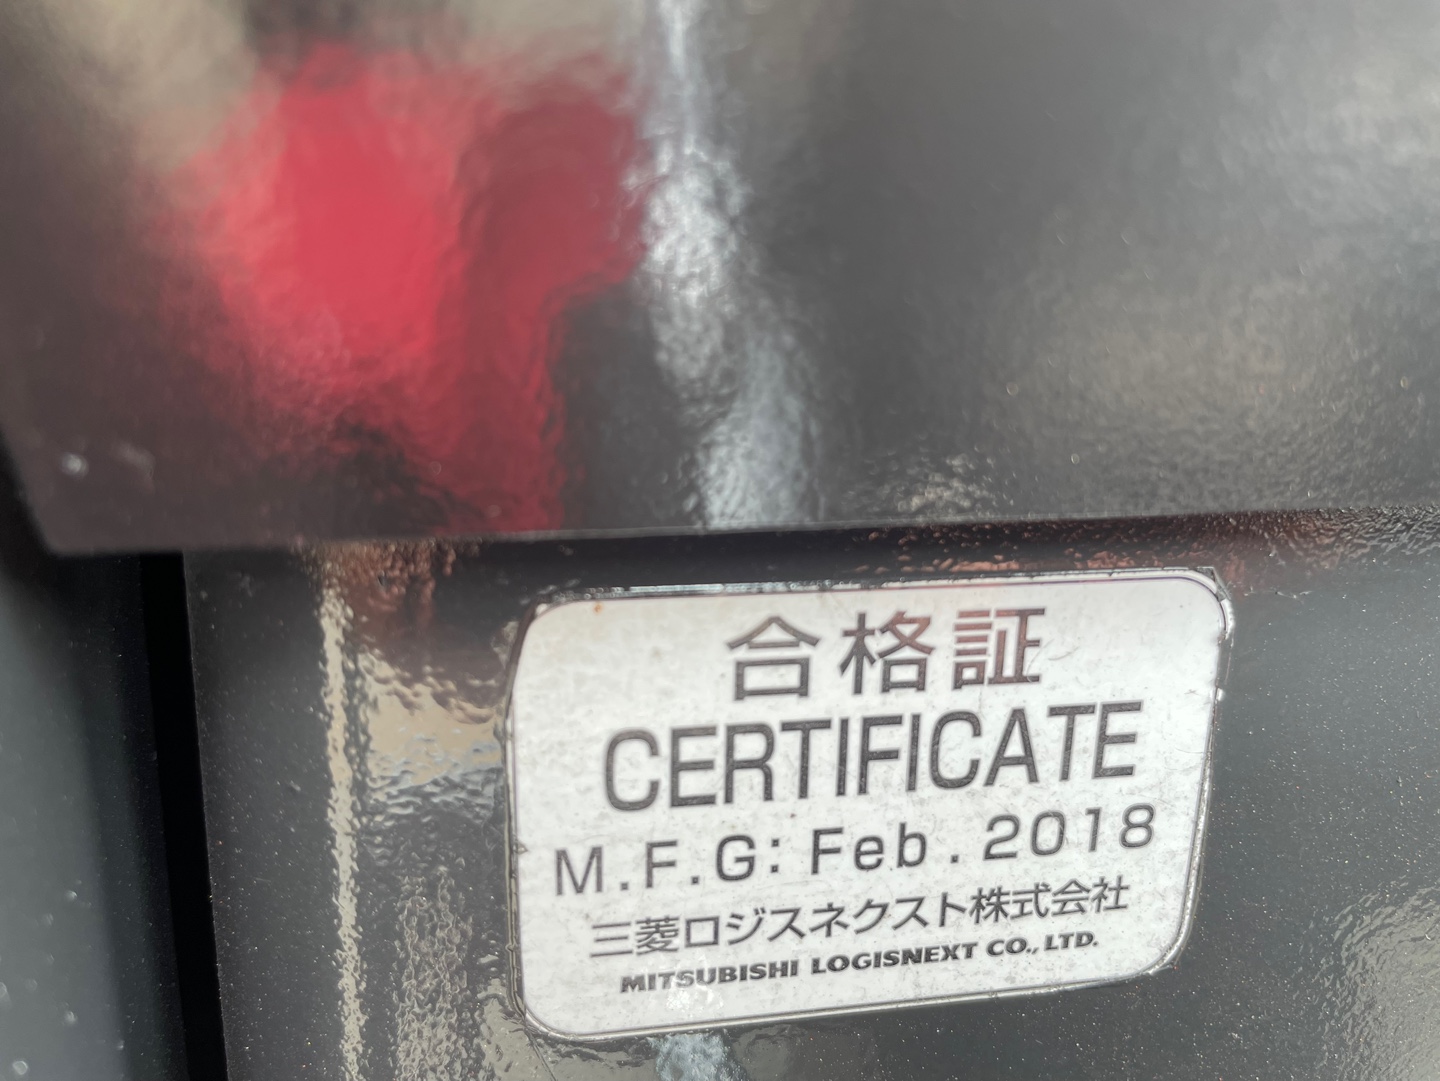 合格証
CERTIFICATE
M.F.G: Feb . 2018
三菱ロジスネクスト株式会社
MITSUBISHI LOGISNEXT CO., LTD.